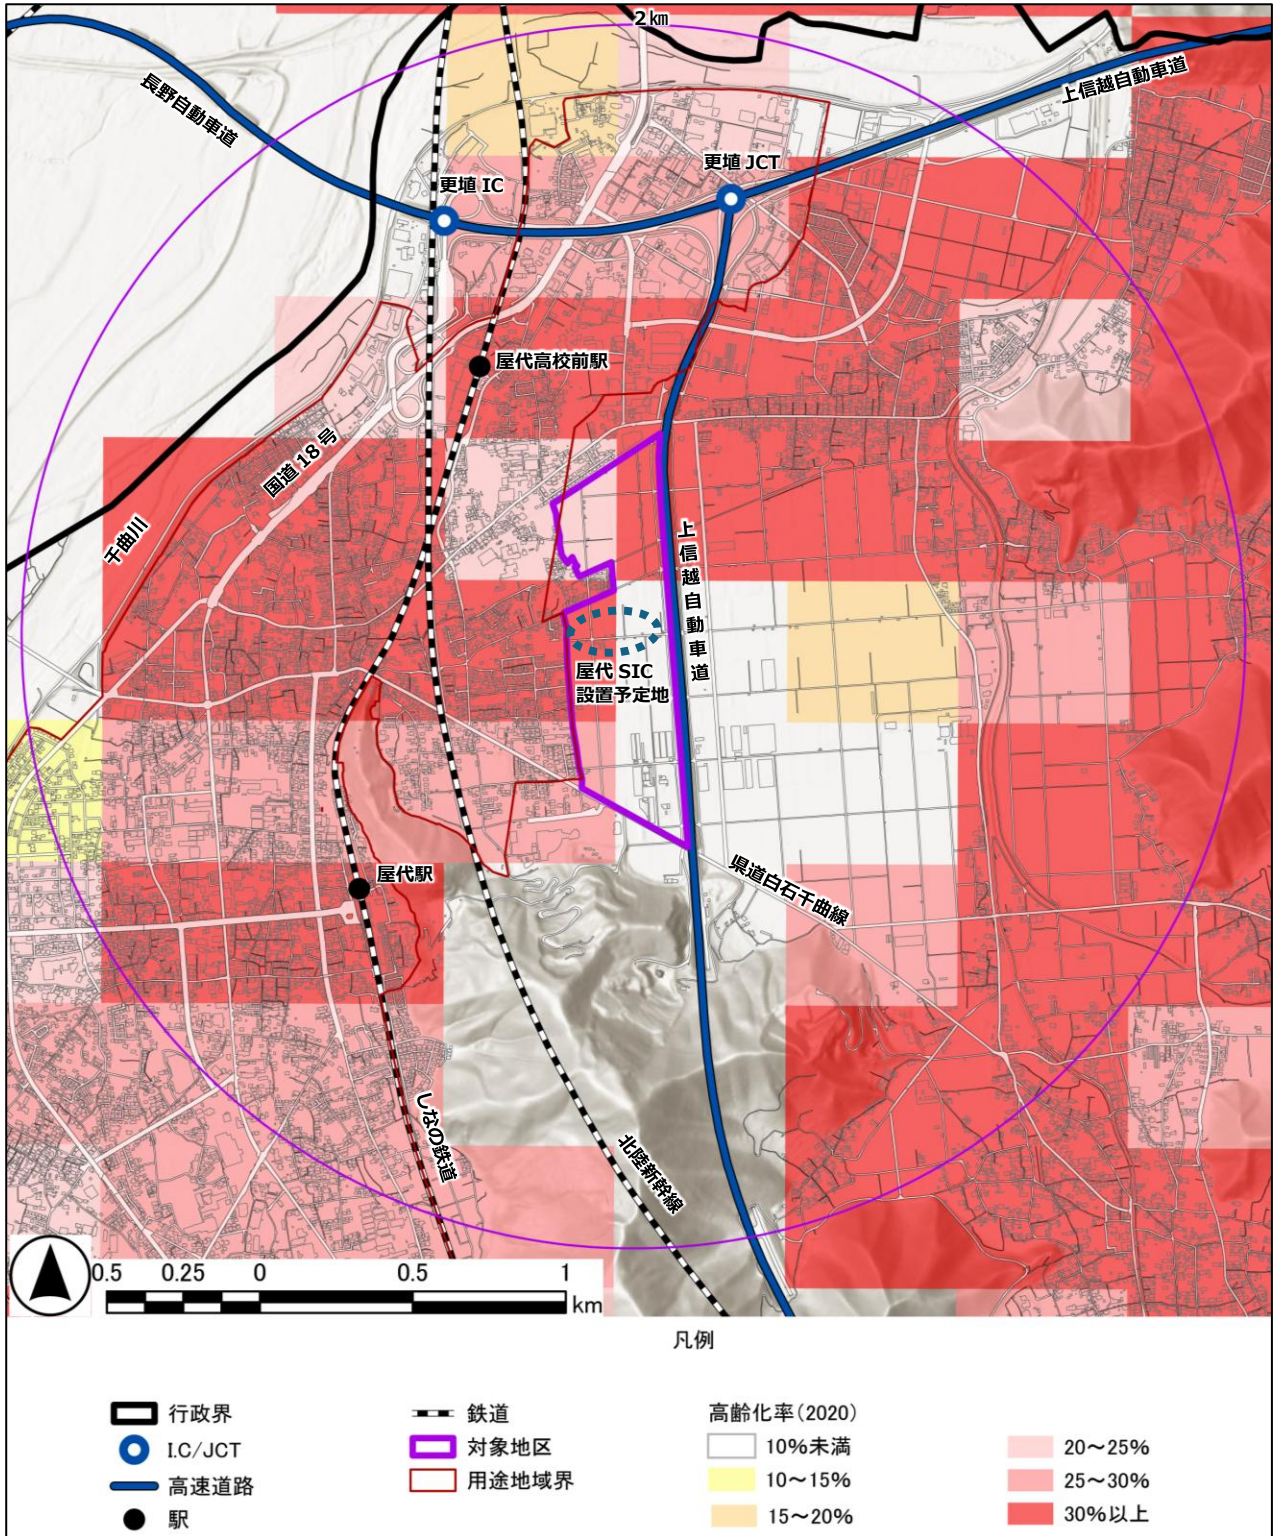 2㎞
長野自動車道
上信越自動車道
更埴 JCT
更埴 IC
屋代高校前駅
国道 18 号
千曲川
上信越自動車道
屋代 SIC
設置予定地
県道白石千曲線
屋代駅
しなの鉄道
北陸新幹線
0.5 0.25 0 0.5 1
km
凡例
行政界
I.C/JCT
高速道路
駅
鉄道
対象地区
用途地域界
高齢化率(2020)
10%未満
10～15%
15～20%
20～25%
25～30%
30%以上